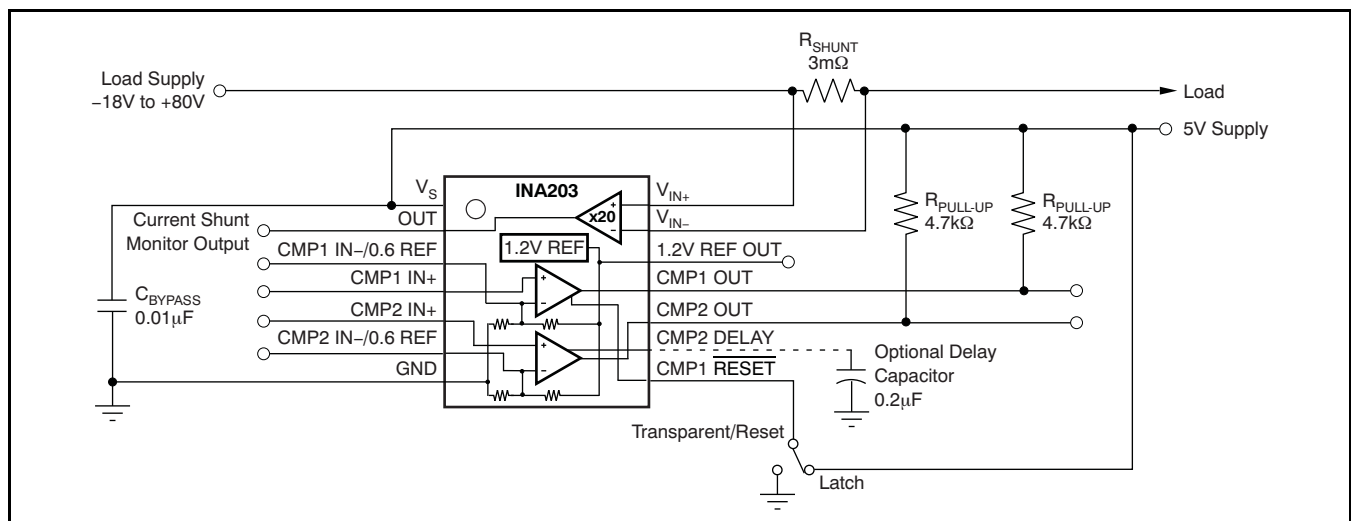 R_SHUNT
3mΩ
Load Supply
−18V to +80V
Load
5V Supply
V_S
INA203
V_IN+
OUT
x20
+
−
V_IN−
Current Shunt
Monitor Output
R_PULL-UP
4.7kΩ
R_PULL-UP
4.7kΩ
CMP1 IN−/0.6 REF
1.2V REF
1.2V REF OUT
CMP1 IN+
+
−
CMP1 OUT
C_BYPASS
0.01μF
CMP2 IN+
CMP2 OUT
CMP2 IN−/0.6 REF
+
−
CMP2 DELAY
Optional Delay
Capacitor
0.2μF
GND
CMP1 RESET
Transparent/Reset
Latch